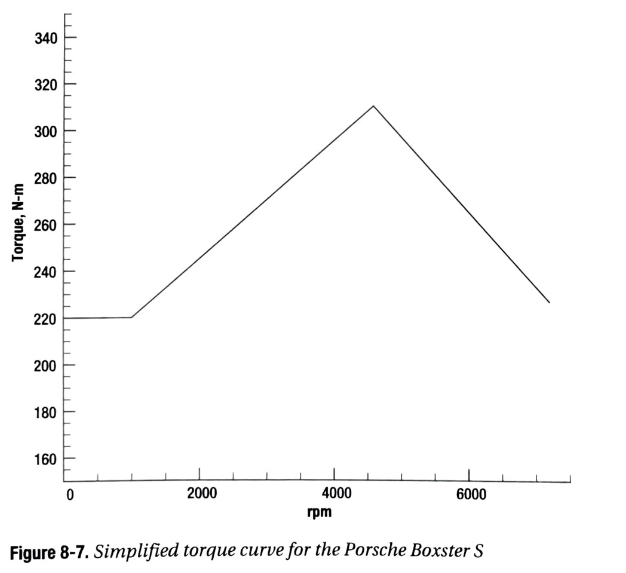 340
320
300
280
260
240
220
200
180
160
Torque, N-m
0 2000 4000 6000
rpm
Figure 8-7. Simplified torque curve for the Porsche Boxster S